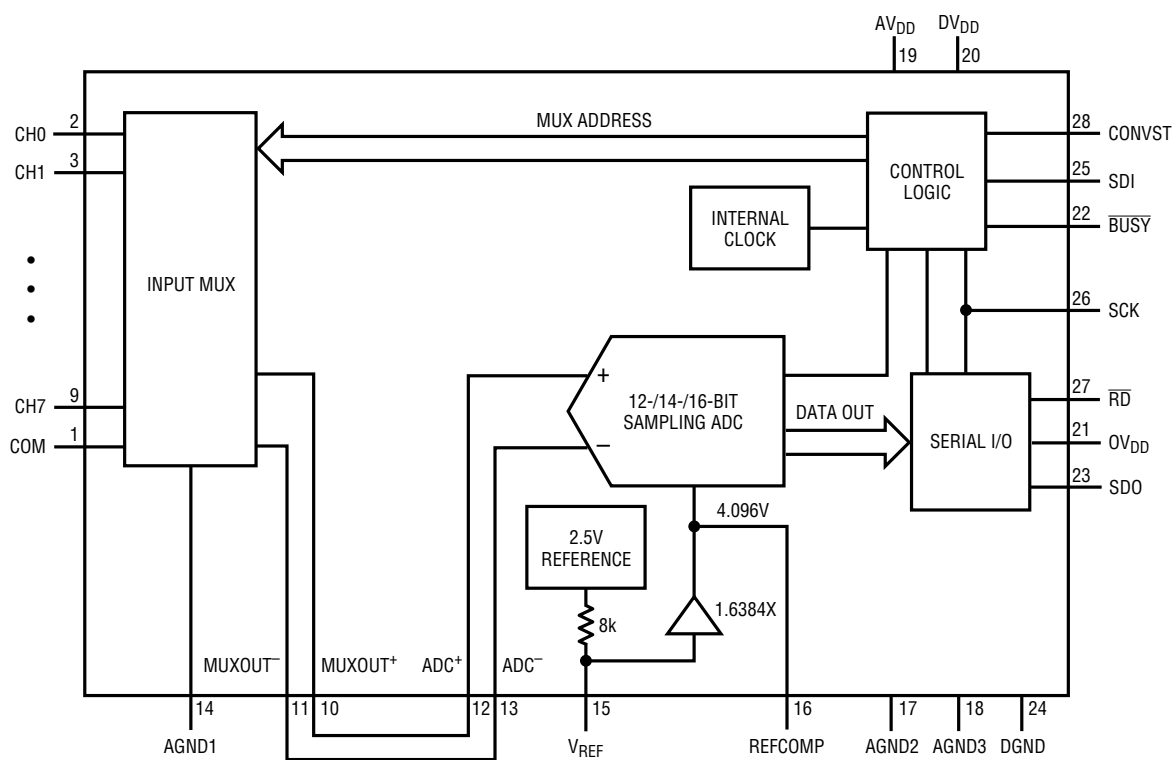 AVDD DVDD
19 20
2
CH0
3
CH1
MUX ADDRESS
28
CONVST
CONTROL
LOGIC
25
SDI
INTERNAL
CLOCK
22
BUSY
INPUT MUX
26
SCK
+
12-/14-/16-BIT
SAMPLING ADC
–
DATA OUT
27
RD
SERIAL I/O
21
OVDD
23
SDO
9
CH7
1
COM
4.096V
2.5V
REFERENCE
1.6384X
8k
MUXOUT– MUXOUT+ ADC+ ADC–
14 11 10 12 13 15 16 17 18 24
AGND1 VREF REFCOMP AGND2 AGND3 DGND